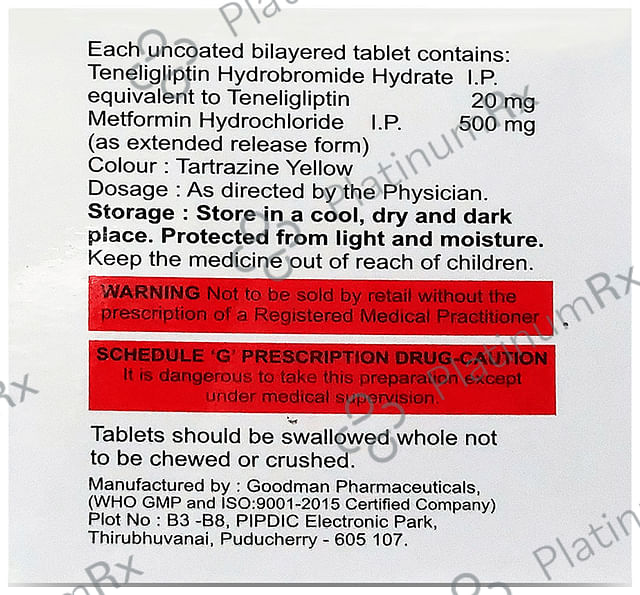 Each uncoated bilayered tablet contains:
Teneligliptin Hydrobromide Hydrate I.P.
equivalent to Teneligliptin 20 mg
Metformin Hydrochloride I.P. 500 mg
(as extended release form)
Colour : Tartrazine Yellow
Dosage : As directed by the Physician.
Storage : Store in a cool, dry and dark
place. Protected from light and moisture.
Keep the medicine out of reach of children.
WARNING Not to be sold by retail without the
prescription of a Registered Medical Practitioner
SCHEDULE 'G' PRESCRIPTION DRUG-CAUTION
It is dangerous to take this preparation except
under medical supervision.
Tablets should be swallowed whole not
to be chewed or crushed.
Manufactured by : Goodman Pharmaceuticals,
(WHO GMP and ISO:9001-2015 Certified Company)
Plot No : B3 -B8, PIPDIC Electronic Park,
Thirubhuvanai, Puducherry - 605 107.
PlatinumRx